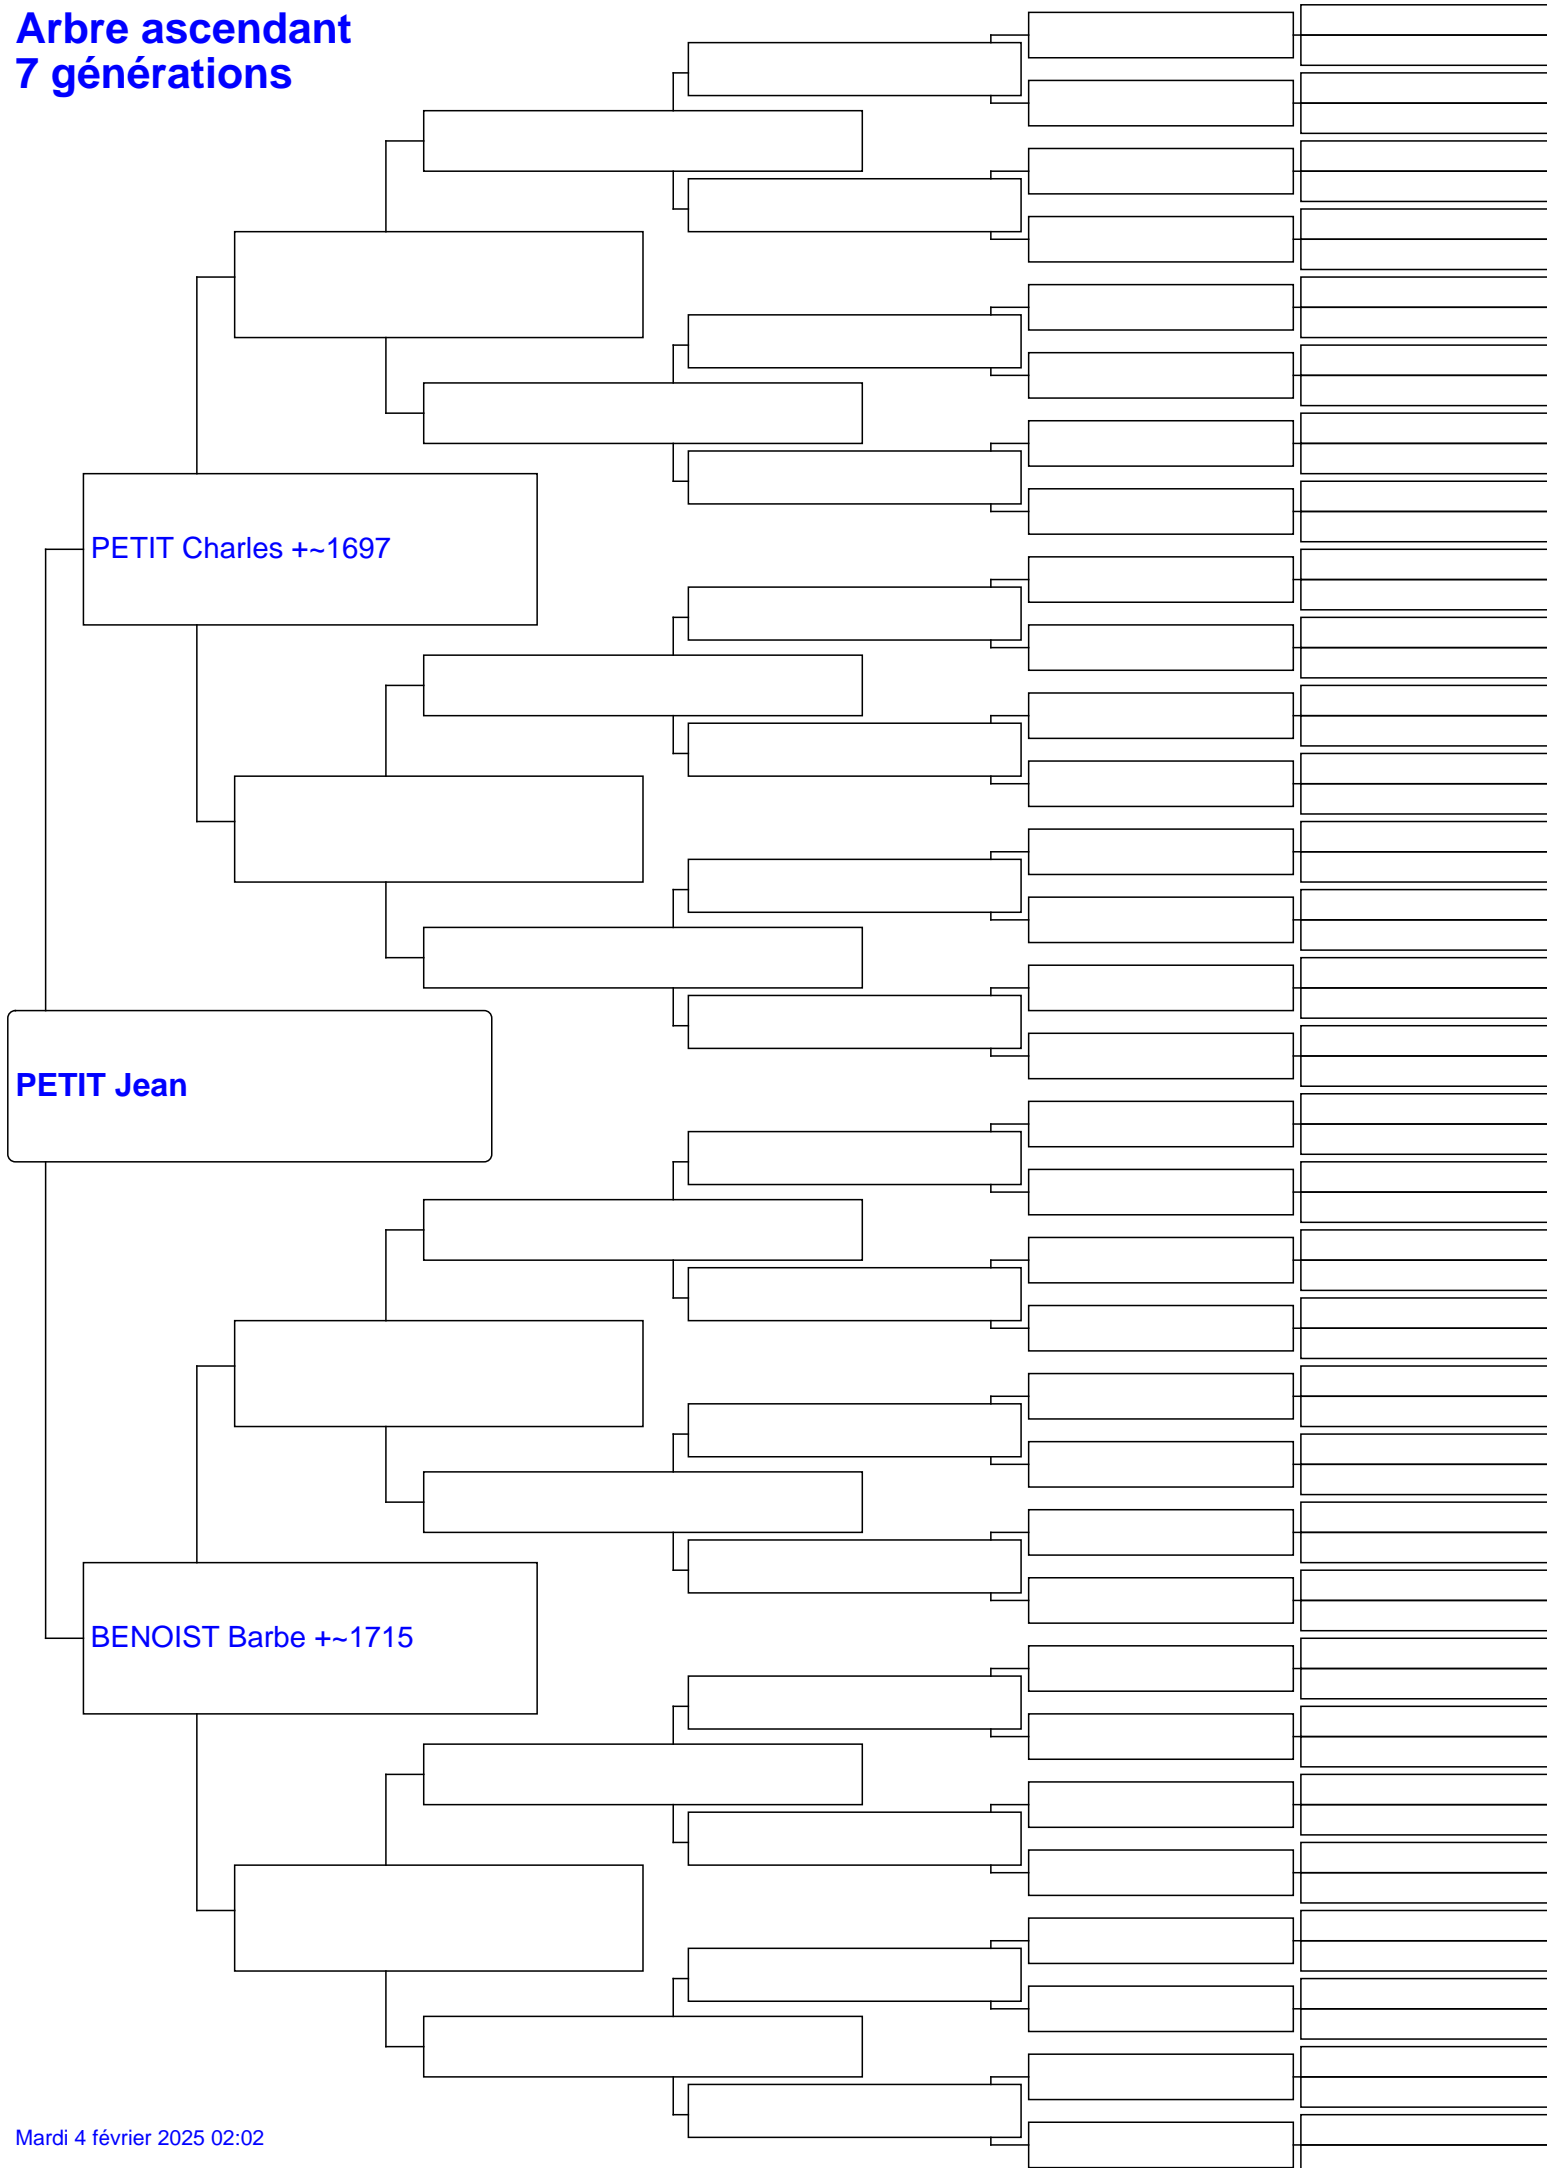 Arbre ascendant
7 générations
PETIT Charles +~1697
PETIT Jean
BENOIST Barbe +~1715
Mardi 4 février 2025 02:02